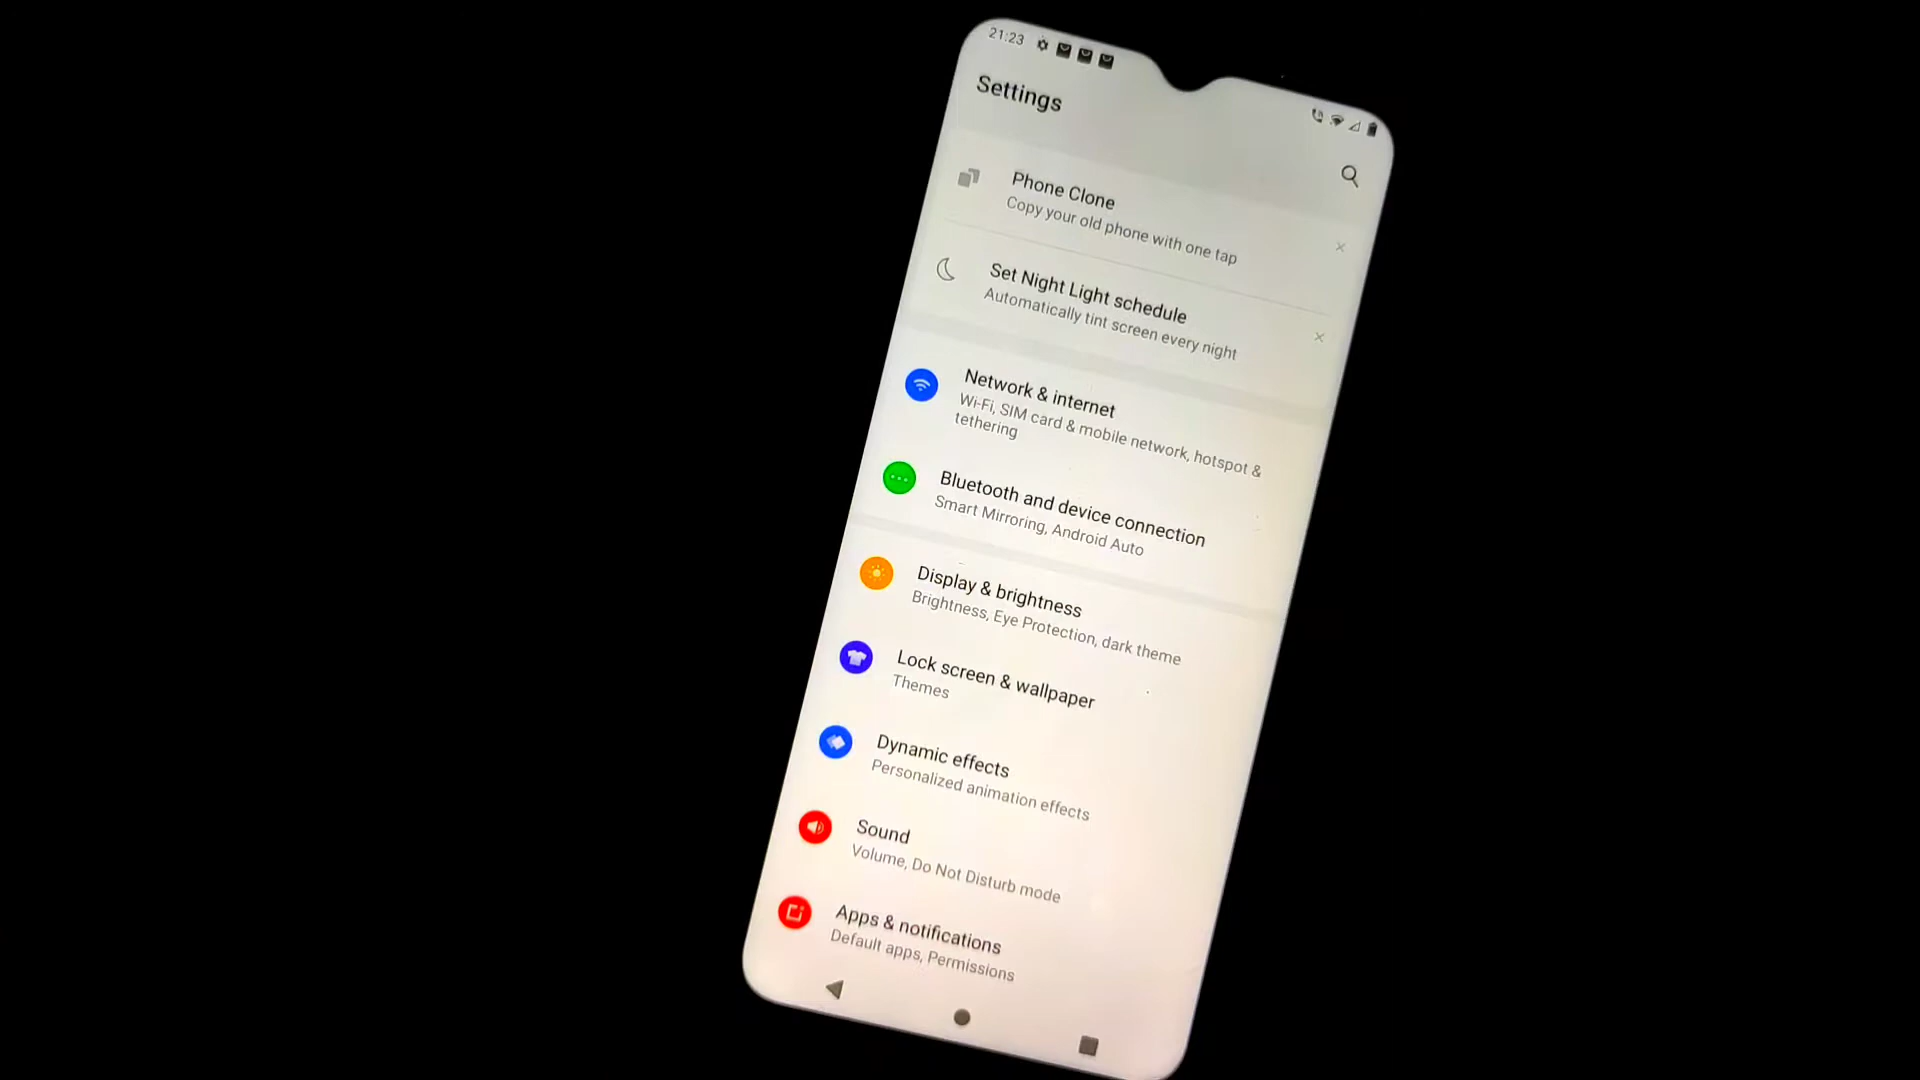 21:23
Settings
Phone Clone
Copy your old phone with one tap
Set Night Light schedule
Automatically tint screen every night
Network & internet
Wi-Fi, SIM card & mobile network, hotspot &
tethering
Bluetooth and device connection
Smart Mirroring, Android Auto
Display & brightness
Brightness, Eye Protection, dark theme
Lock screen & wallpaper
Themes
Dynamic effects
Personalized animation effects
Sound
Volume, Do Not Disturb mode
Apps & notifications
Default apps, Permissions